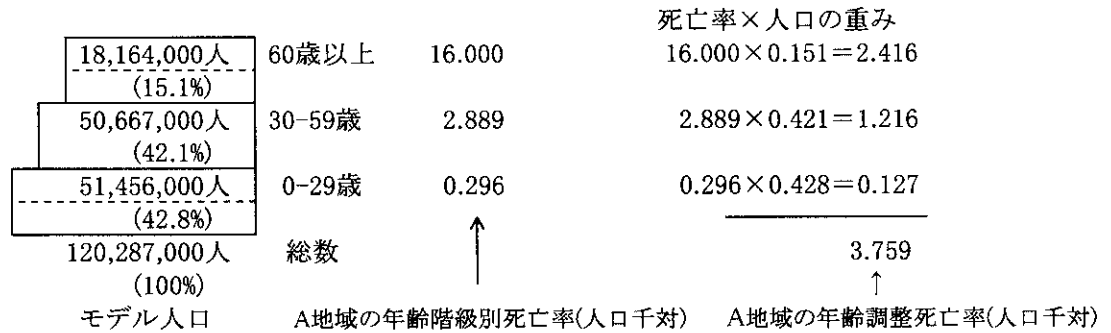 死亡率×人口の重み
18,164,000人 60歳以上 16.000 16.000×0.151=2.416
(15.1%)
50,667,000人 30-59歳 2.889 2.889×0.421=1.216
(42.1%)
51,456,000人 0-29歳 0.296 0.296×0.428=0.127
(42.8%)
120,287,000人 総数 3.759
(100%)
モデル人口 A地域の年齢階級別死亡率(人口千対) A地域の年齢調整死亡率(人口千対)